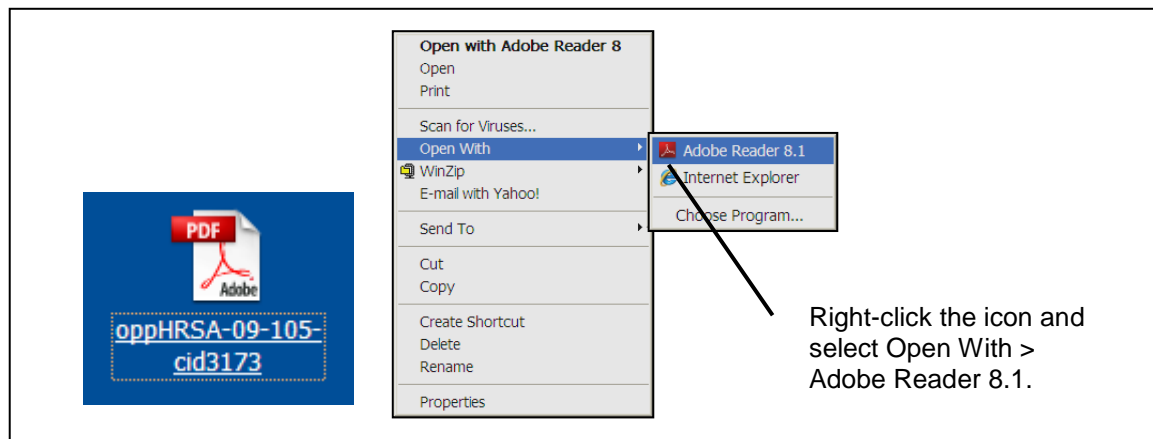 PDF
Adobe
oppHRSA-09-105-
cid3173
Open with Adobe Reader 8
Open
Print
Scan for Viruses...
Open With
WinZip
E-mail with Yahoo!
Send To
Cut
Copy
Create Shortcut
Delete
Rename
Properties
Adobe Reader 8.1
Internet Explorer
Choose Program...
Right-click the icon and
select Open With >
Adobe Reader 8.1.